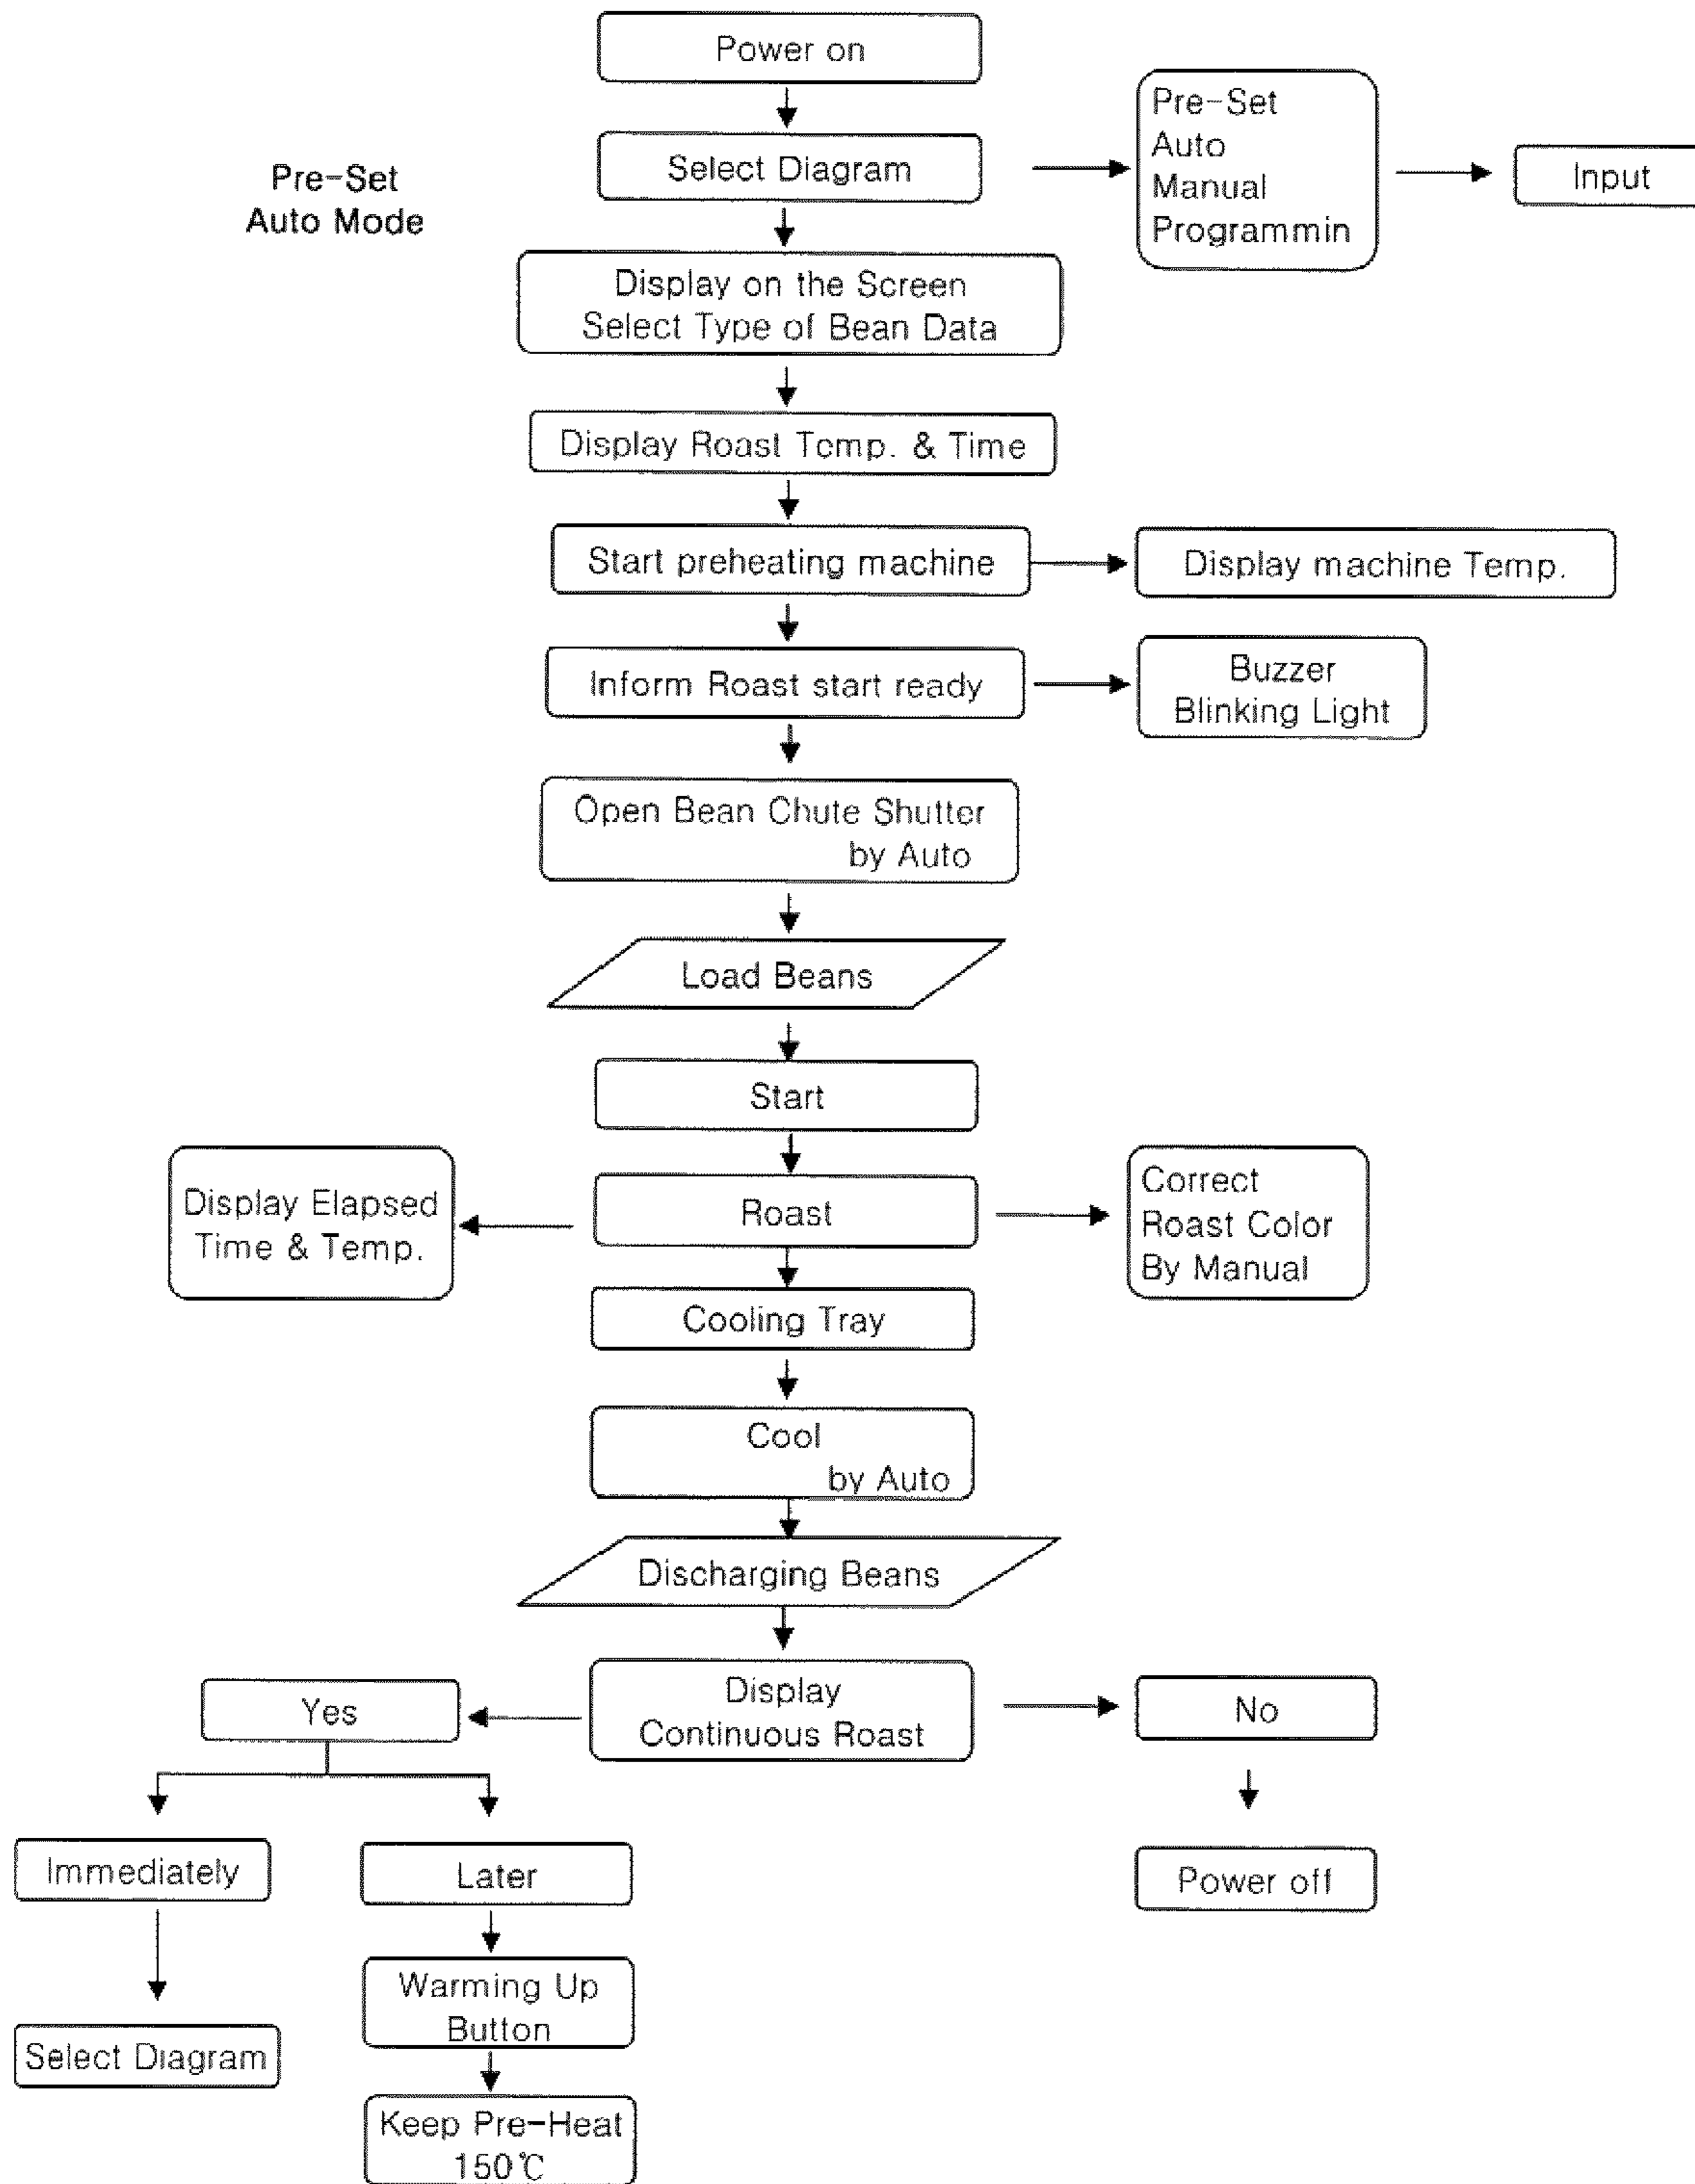 Power on
Pre-Set
Auto Mode
Select Diagram
Pre-Set
Auto
Manual
Programmin
Input
Display on the Screen
Select Type of Bean Data
Display Roast Temp. & Time
Start preheating machine
Display machine Temp.
Inform Roast start ready
Buzzer
Blinking Light
Open Bean Chute Shutter
by Auto
Load Beans
Start
Display Elapsed
Time & Temp.
Roast
Correct
Roast Color
By Manual
Cooling Tray
Cool
by Auto
Discharging Beans
Display
Continuous Roast
Yes
No
Immediately
Later
Power off
Select Diagram
Warming Up
Button
Keep Pre-Heat
150℃